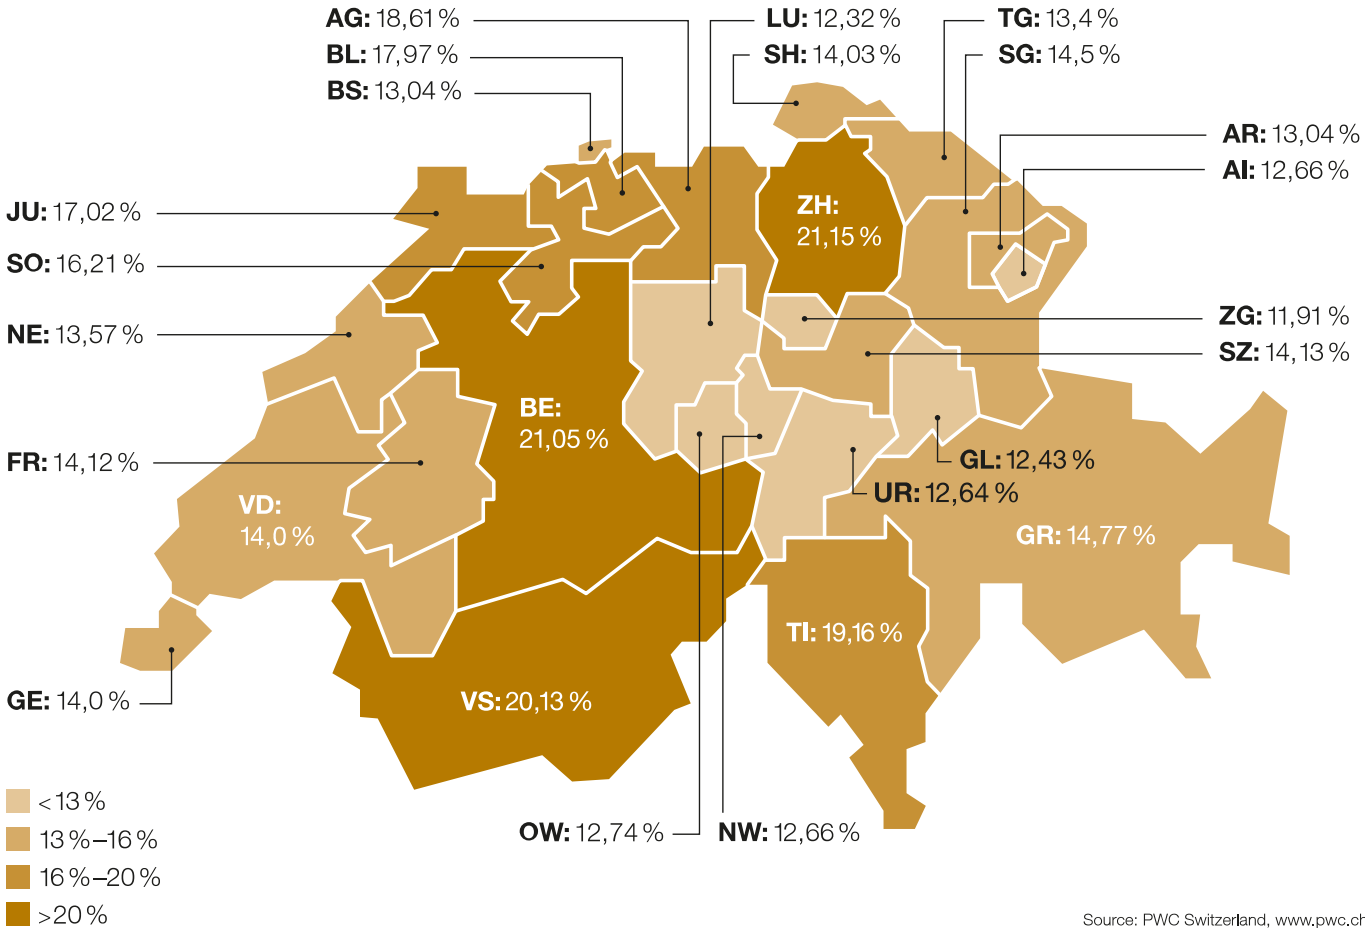 AG: 18,61 %
BL: 17,97 %
BS: 13,04 %
LU: 12,32 %
SH: 14,03 %
TG: 13,4 %
SG: 14,5 %
AR: 13,04 %
AI: 12,66 %
JU: 17,02 %
SO: 16,21 %
NE: 13,57 %
FR: 14,12 %
ZH:
21,15 %
ZG: 11,91 %
SZ: 14,13 %
BE:
21,05 %
GL: 12,43 %
UR: 12,64 %
VD:
14,0 %
GR: 14,77 %
TI: 19,16 %
VS: 20,13 %
GE: 14,0 %
OW: 12,74 %
NW: 12,66 %
< 13 %
13 %–16 %
16 %–20 %
>20 %
Source: PWC Switzerland, www.pwc.ch